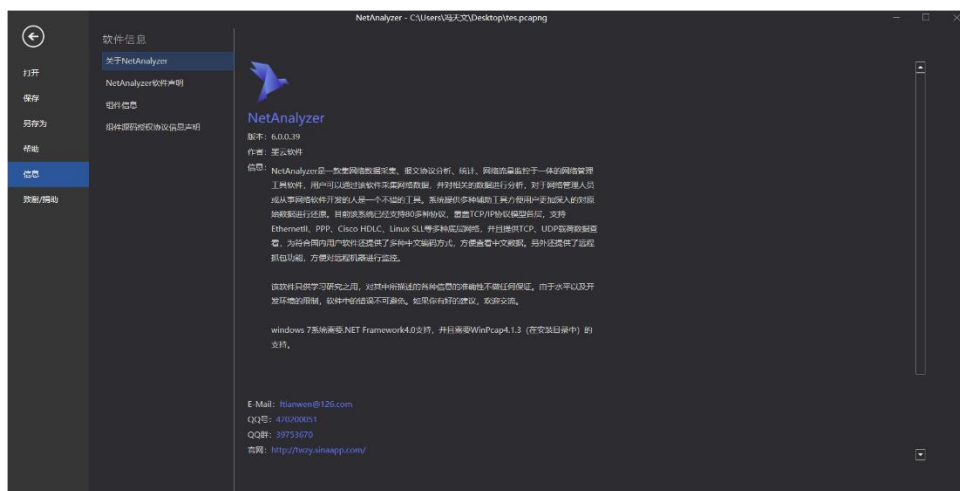 NetAnalyzer - C:\Users\冯天文\Desktop\tes.pcapng
打开
保存
另存为
帮助
信息
致谢/捐助
软件信息
关于NetAnalyzer
NetAnalyzer软件声明
组件信息
组件源码授权协议信息声明
NetAnalyzer
版本：6.0.0.39
作者：墨云软件
信息：NetAnalyzer是一款集网络数据采集、报文协议分析、统计、网络流量监控于一体的网络管理
工具软件，用户可以通过该软件采集网络数据，并对相关的数据进行分析，对于网络管理人员
或从事网络软件开发的人是一个不错的工具。系统提供多种辅助工具方便用户更加深入的对原
始数据进行还原。目前该系统已经支持80多种协议，覆盖TCP/IP协议模型各层，支持
EthernetII、PPP、Cisco HDLC、Linux SLL等多种底层网络，并且提供TCP、UDP载荷数据查
看，为符合国内用户软件还提供了多种中文编码方式，方便查看中文数据。另外还提供了远程
抓包功能，方便对远程机器进行监控。
该软件只供学习研究之用，对其中所描述的各种信息的准确性不做任何保证。由于水平以及开
发环境的限制，软件中的错误不可避免。如果你有好的建议，欢迎交流。
windows 7系统需要.NET Framework4.0支持，并且需要WinPcap4.1.3（在安装目录中）的
支持。
E-Mail：ftianwen@126.com
QQ号：470200051
QQ群：39753670
官网：http://twzy.sinaapp.com/